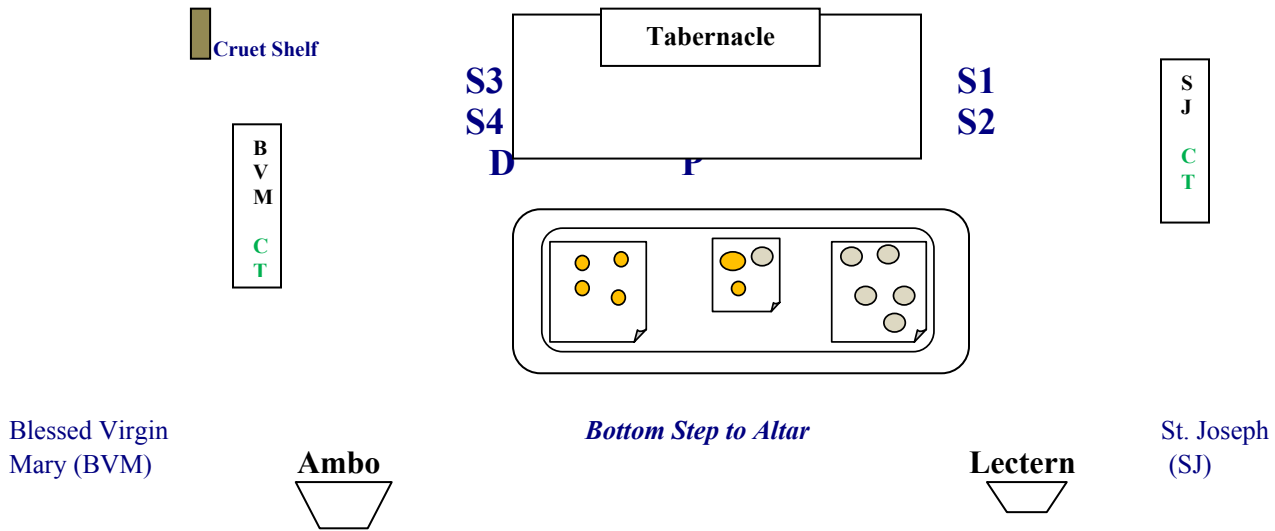 Tabernacle
Cruet Shelf
S3
S1
S4
S2
D
P
S
J
C
T
B
V
M
C
T
Blessed Virgin
Mary (BVM)
Bottom Step to Altar
St. Joseph
(SJ)
Ambo
Lectern